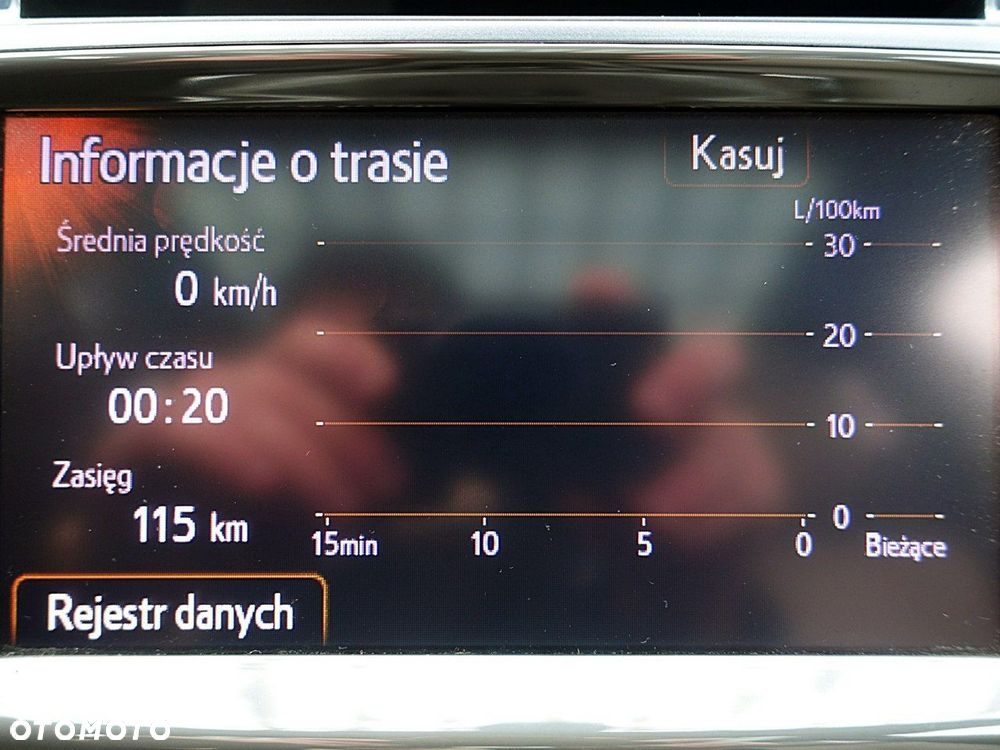 Informacje o trasie
Kasuj
L/100km
Średnia prędkość
30
0 km/h
20
Upływ czasu
00:20
10
Zasięg
115 km
0
15min 10 5 0 Bieżące
Rejestr danych
OTOMOTO